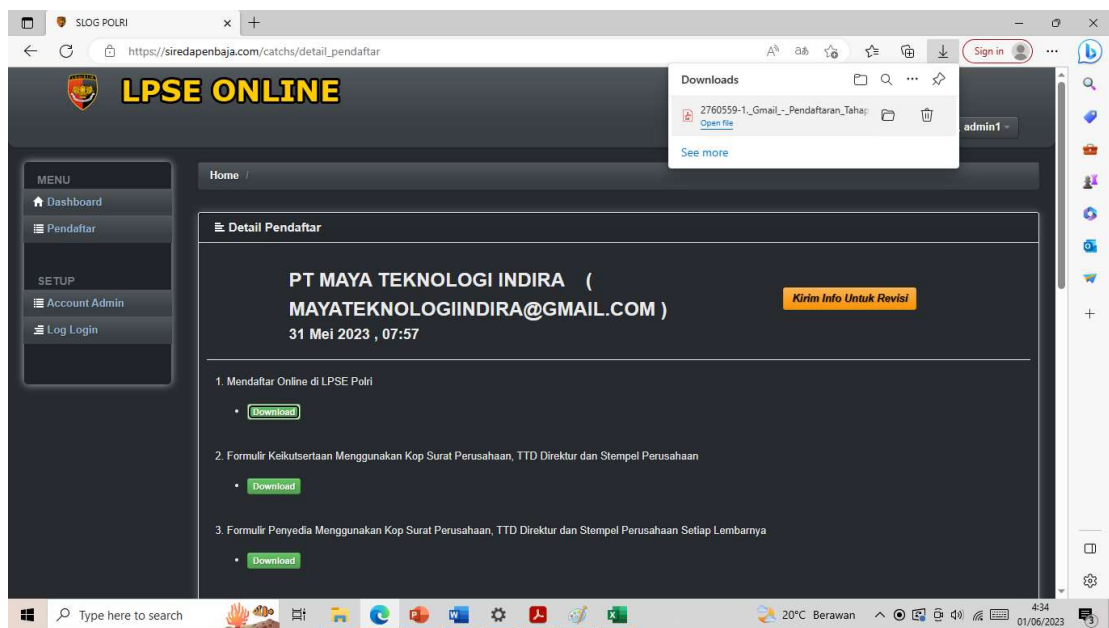 SLOG POLRI
https://siredapenbaja.com/catchs/detail_pendaftar
Sign in
LPSE ONLINE
Downloads
2760559-1._Gmail_-_Pendaftaran_Tahap
Open file
See more
admin1
MENU
Dashboard
Pendaftar
SETUP
Account Admin
Log Login
Home /
Detail Pendaftar
PT MAYA TEKNOLOGI INDIRA (
MAYATEKNOLOGIINDIRA@GMAIL.COM )
31 Mei 2023 , 07:57
Kirim Info Untuk Revisi
1. Mendaftar Online di LPSE Polri
• Download
2. Formulir Keikutsertaan Menggunakan Kop Surat Perusahaan, TTD Direktur dan Stempel Perusahaan
• Download
3. Formulir Penyedia Menggunakan Kop Surat Perusahaan, TTD Direktur dan Stempel Perusahaan Setiap Lembarnya
• Download
Type here to search
20°C Berawan
4:34
01/06/2023